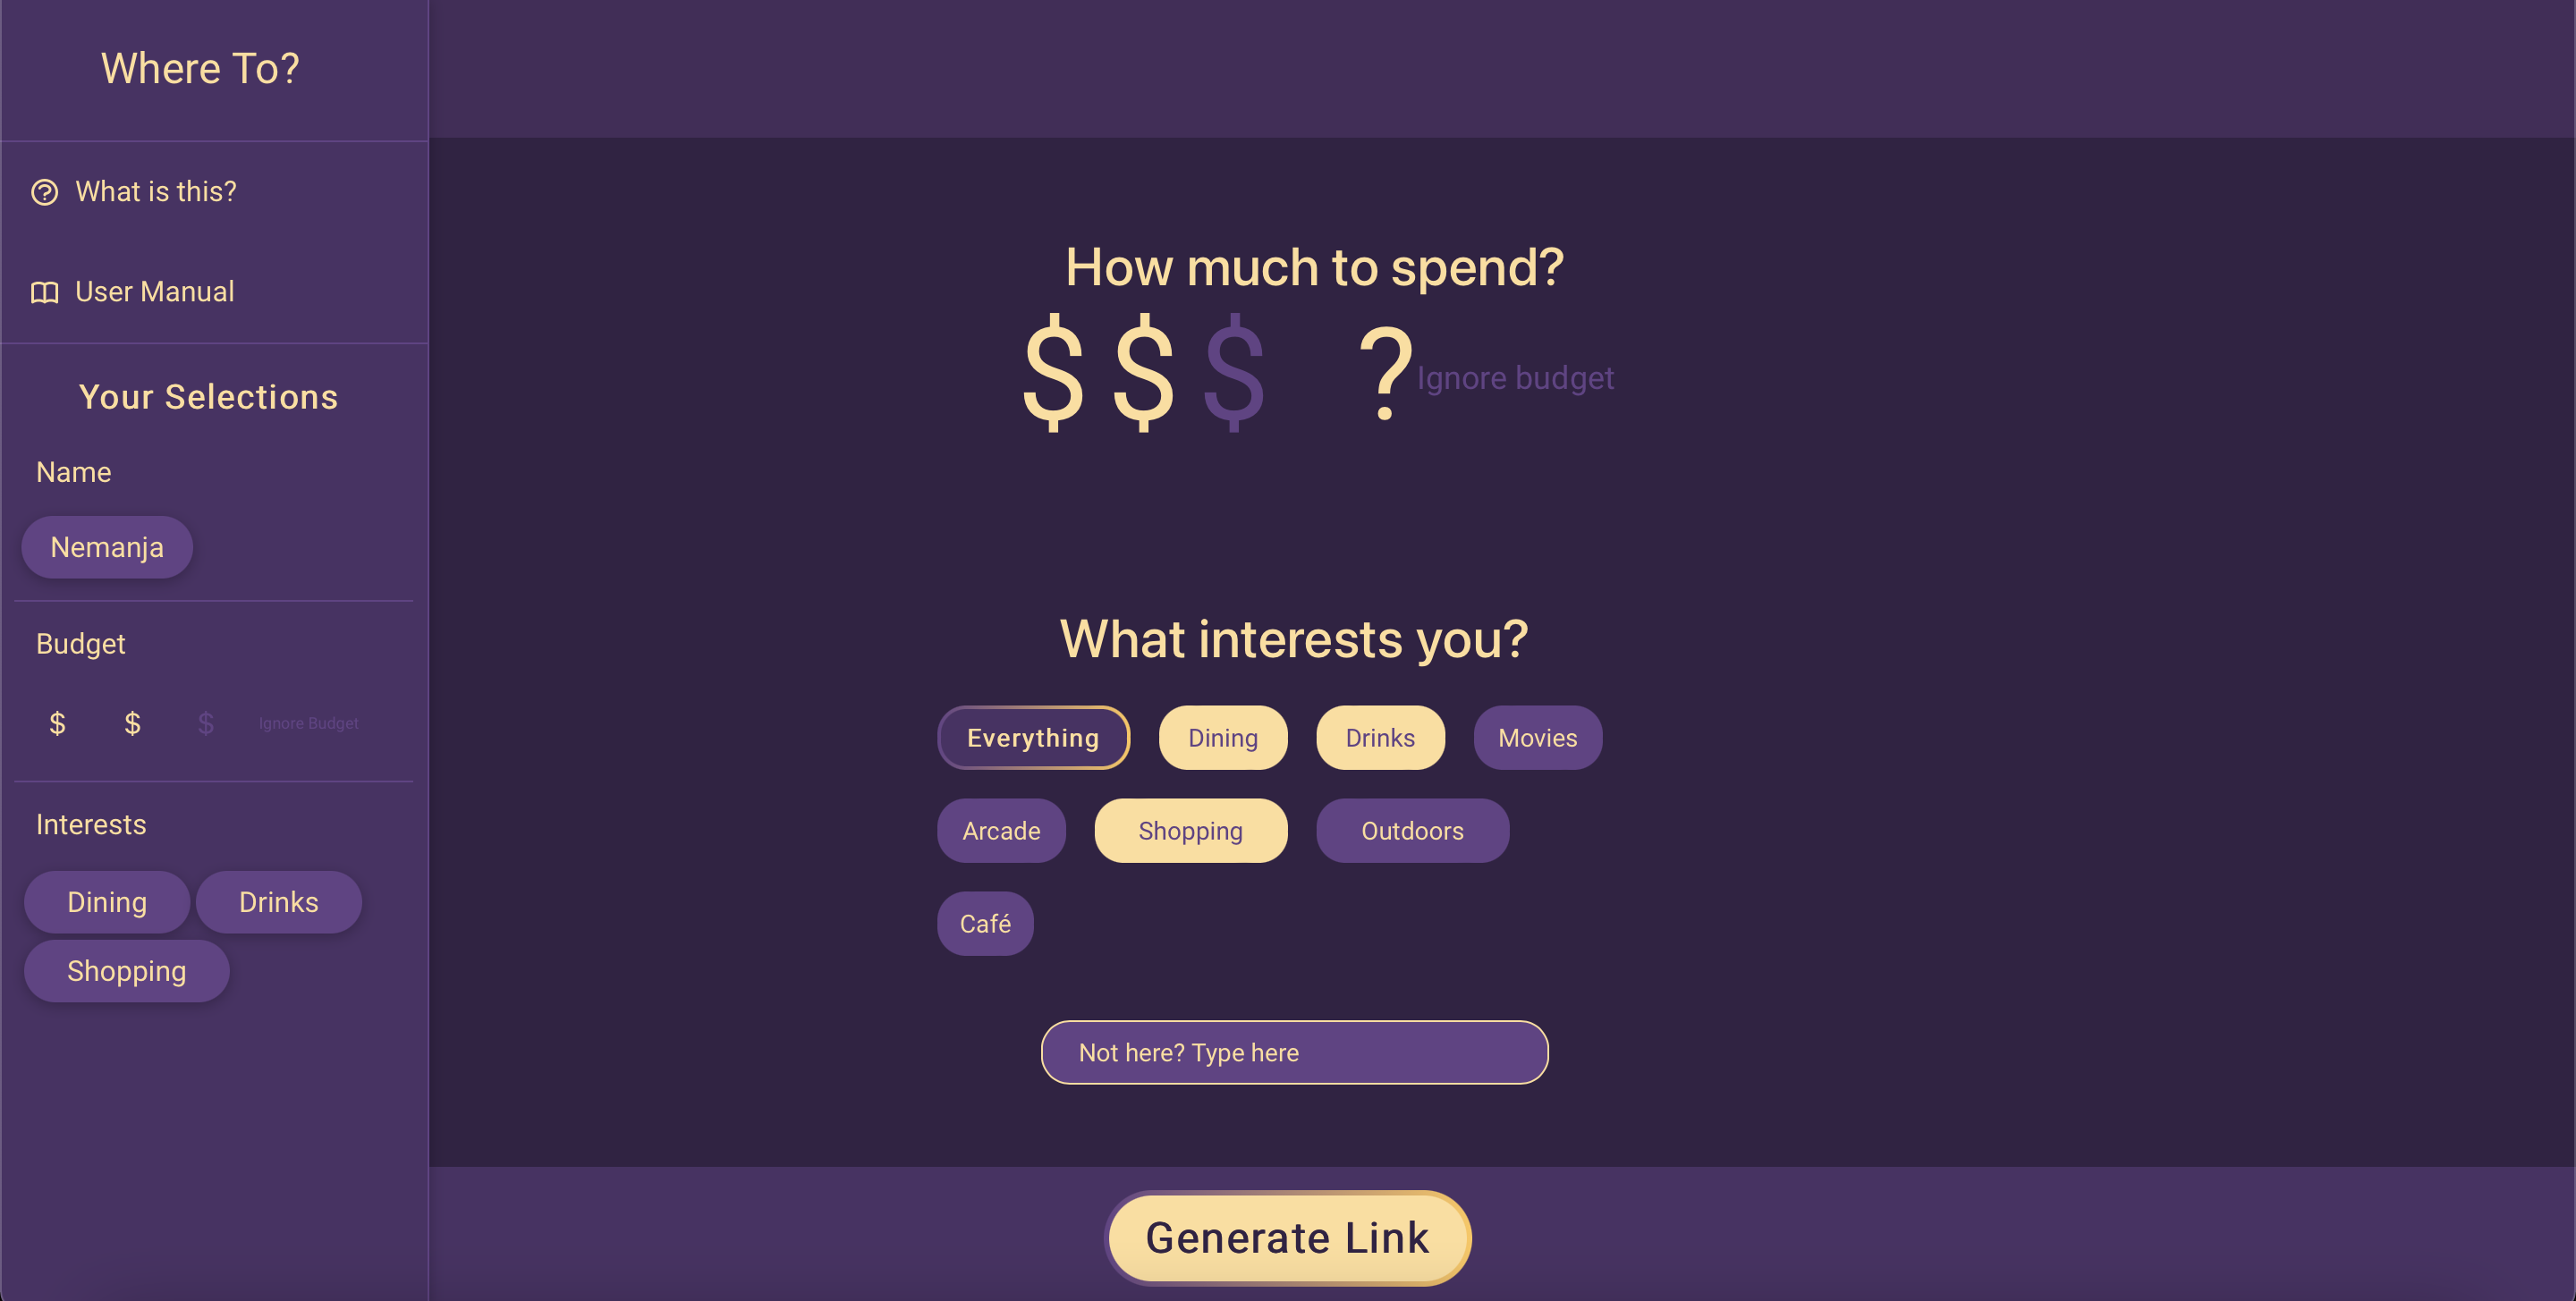 Where To?
What is this?
User Manual
Your Selections
Name
Nemanja
Budget
$ $ $ Ignore Budget
Interests
Dining Drinks
Shopping
How much to spend?
$ $ $ ? Ignore budget
What interests you?
Everything Dining Drinks Movies
Arcade Shopping Outdoors
Café
Not here? Type here
Generate Link